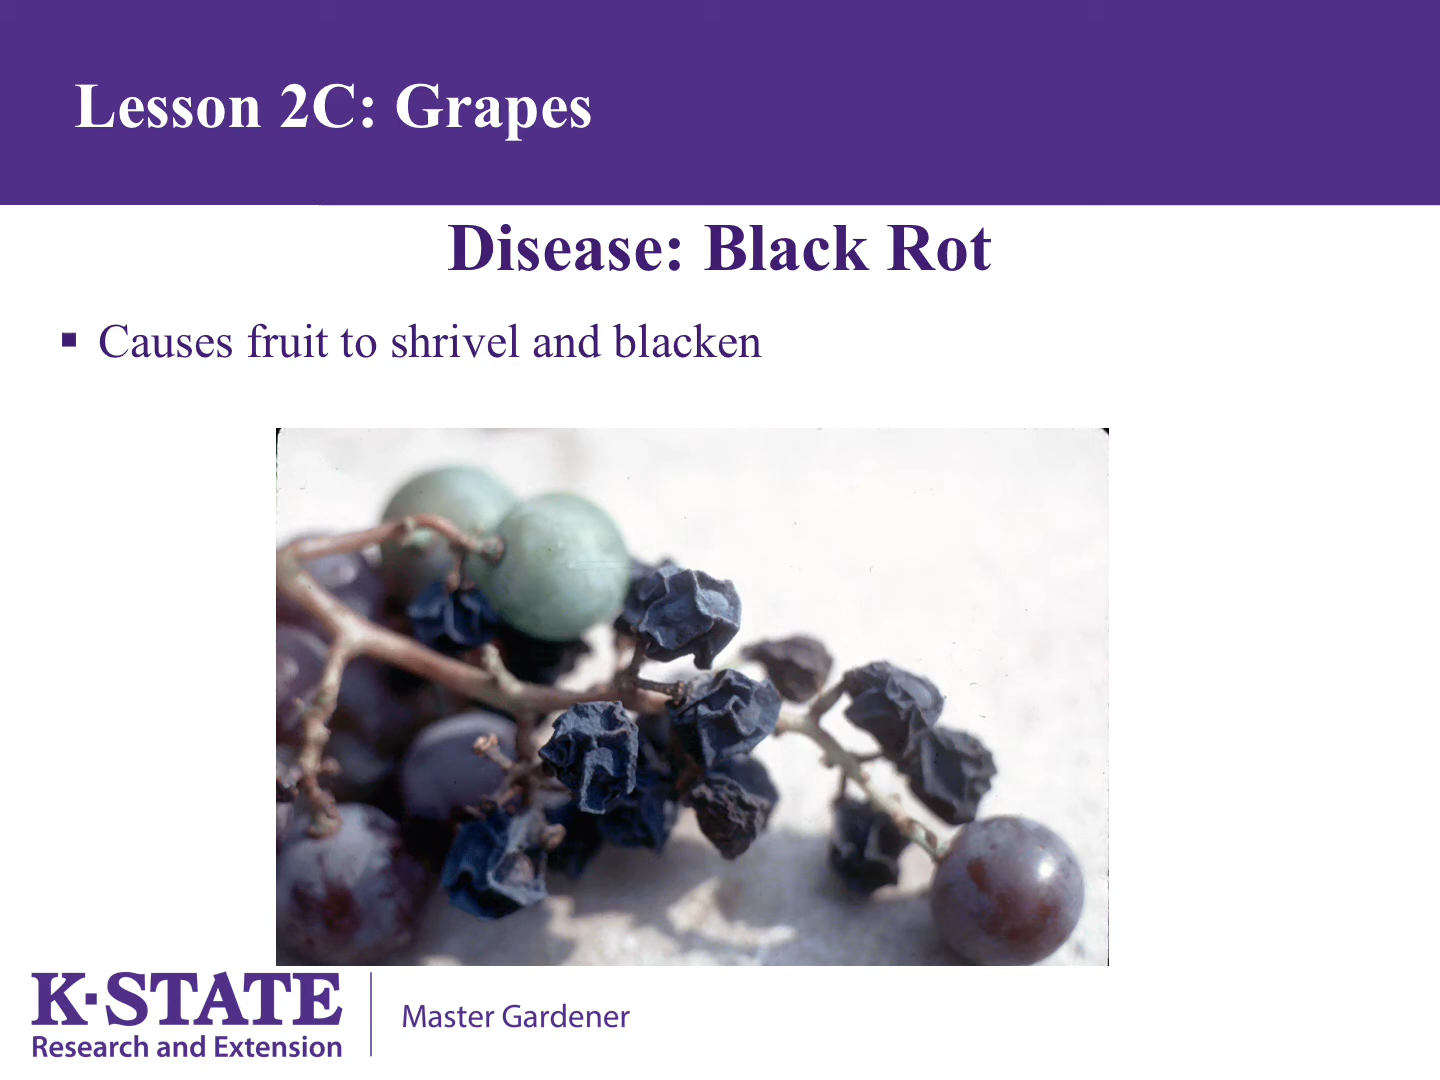 Lesson 2C: Grapes
Disease: Black Rot
▪ Causes fruit to shrivel and blacken
K·STATE
Research and Extension
Master Gardener